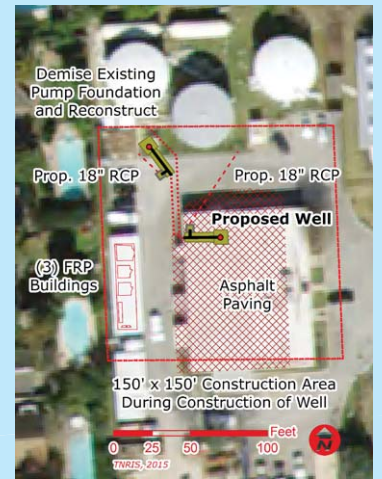 Demise Existing
Pump Foundation
and Reconstruct
Prop. 18" RCP
Prop. 18" RCP
Proposed Well
(3) FRP
Buildings
Asphalt
Paving
150' x 150' Construction Area
During Construction of Well
Feet
0 25 50 100
TNRIS, 2015